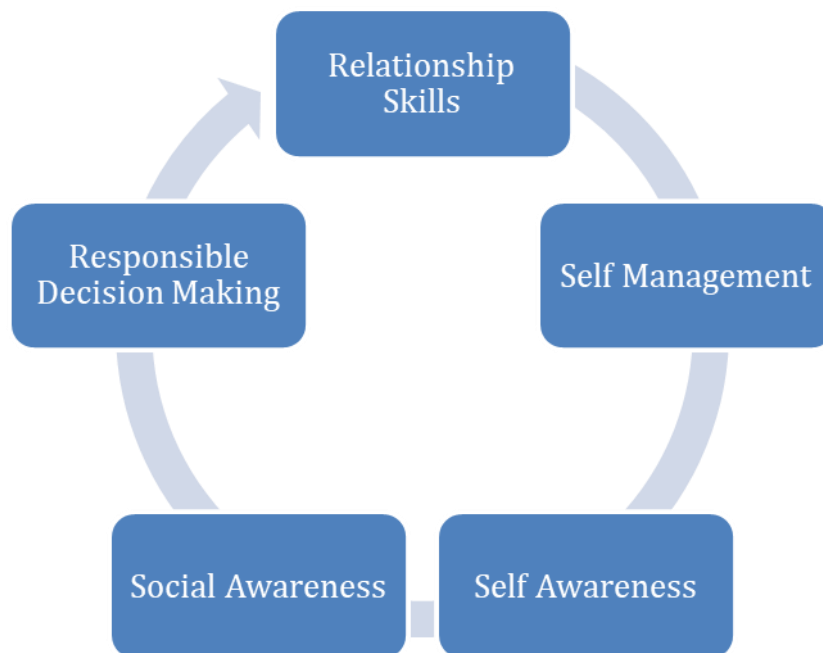 Relationship
Skills
Self Management
Self Awareness
Social Awareness
Responsible
Decision Making